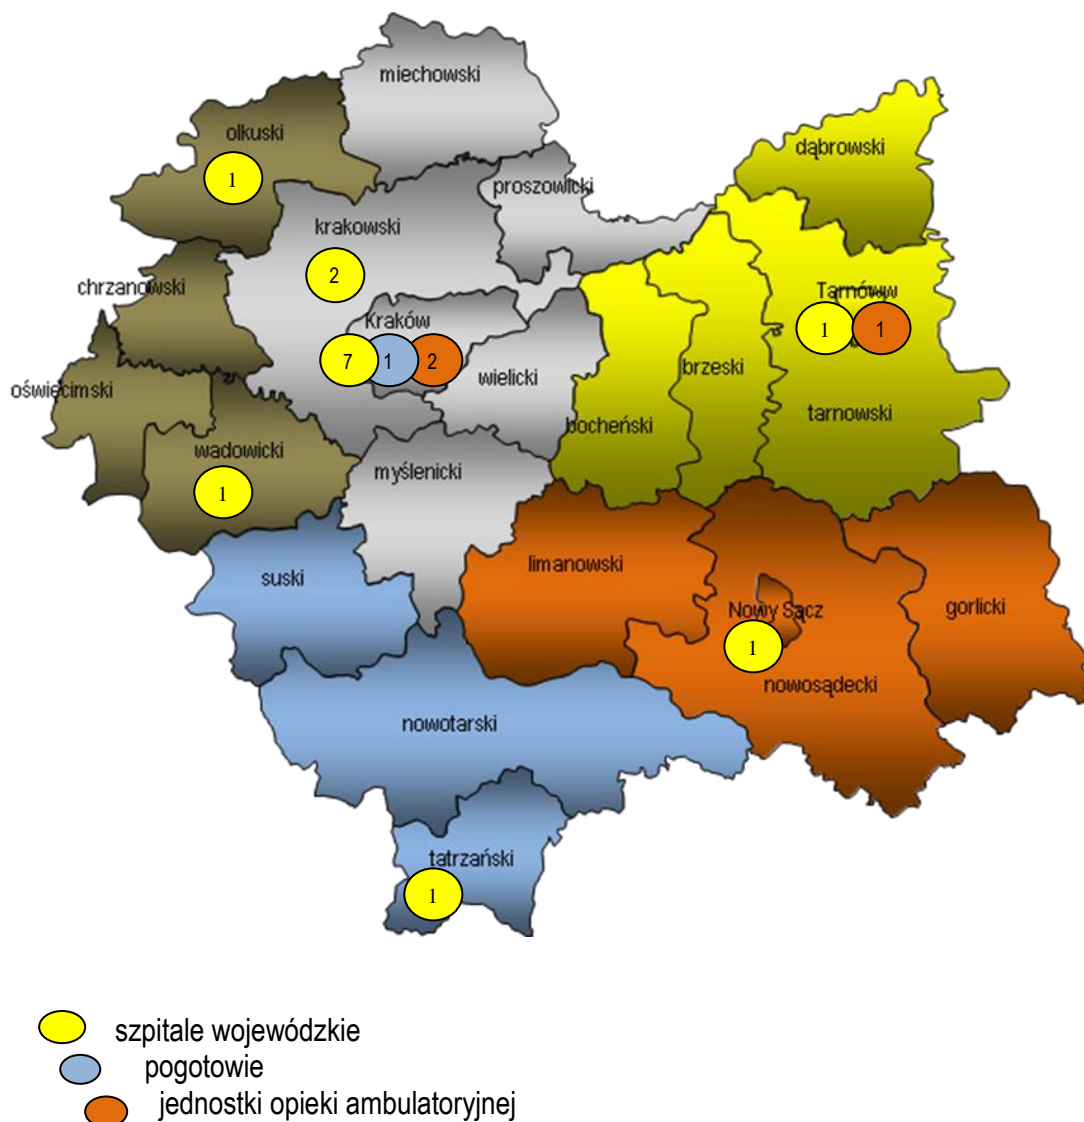 miechowski
olkuski
dąbrowski
1
proszowicki
krakowski
2
chrzanowski
Tarnóww
Kraków
1 1
7 1 2
wielicki
brzeski
oświęcimski
tarnowski
bocheński
wadowicki
myślenicki
1
limanowski
suski
Nowy Sącz
gorlicki
1
nowosądecki
nowotarski
tatrzański
1
szpitale wojewódzkie
pogotowie
jednostki opieki ambulatoryjnej